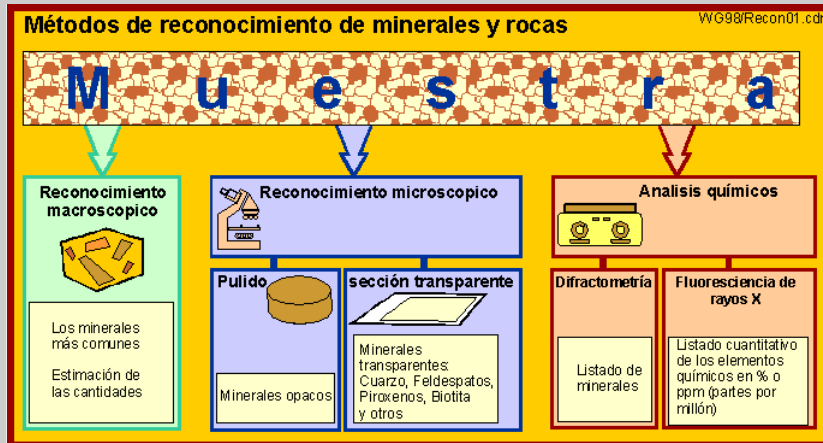 Métodos de reconocimiento de minerales y rocas
WG98/Recon01.cdr
M u e s t r a
Reconocimiento
macroscopico
Los minerales
más comunes
Estimación de
las cantidades
Reconocimiento microscopico
Pulido
Minerales opacos
sección transparente
Minerales
transparentes:
Cuarzo, Feldespatos,
Piroxenos, Biotita
y otros
Analisis químicos
Difractometría
Listado de
minerales
Fluoresciencia de
rayos X
Listado cuantitativo
de los elementos
químicos en % o
ppm (partes por
millón)